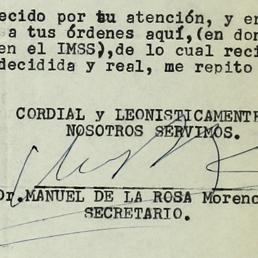 ecido por tu atención, y en
a tus órdenes aquí,(en don
en el IMSS),de lo cual reci
decidida y real, me repito
CORDIAL y LEONISTICAMENTE
NOSOTROS SERVIMOS.
Dr.MANUEL DE LA ROSA Moreno
SECRETARIO.